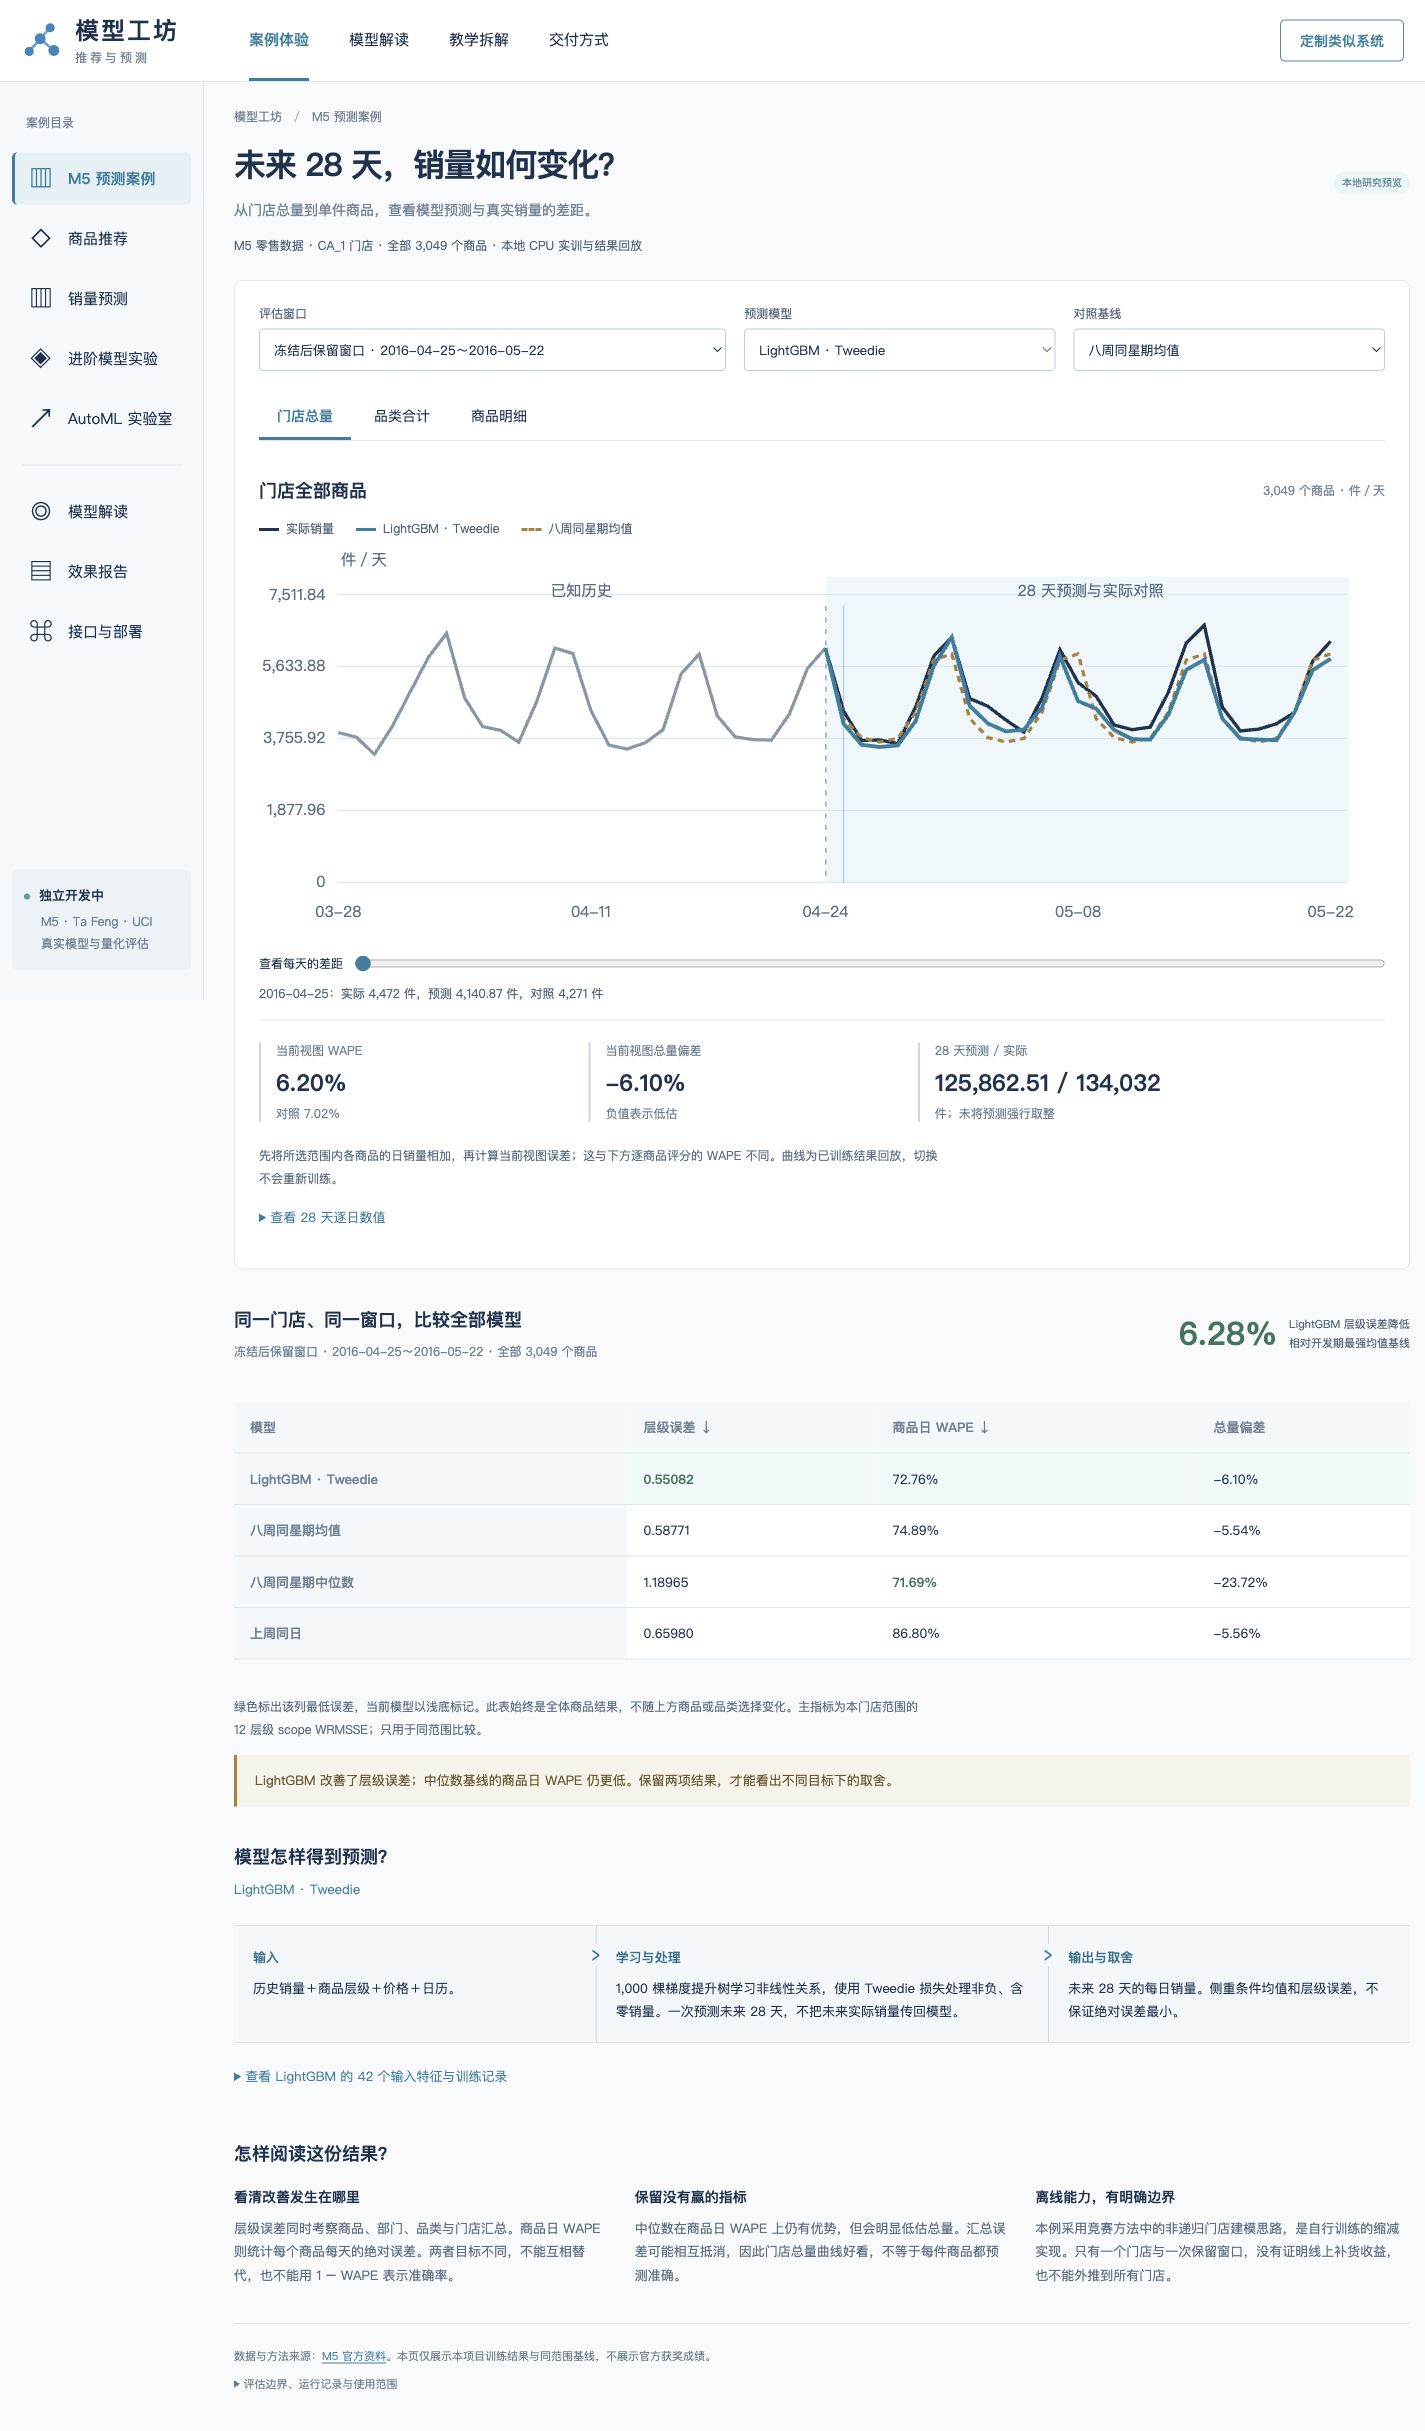 模型工坊
推荐与预测
案例体验
模型解读
教学拆解
交付方式
定制类似系统
案例目录
M5 预测案例
商品推荐
销量预测
进阶模型实验
AutoML 实验室
模型解读
效果报告
接口与部署
独立开发中
M5 · Ta Feng · UCI
真实模型与量化评估
模型工坊 / M5 预测案例
未来 28 天，销量如何变化？
本地研究预览
从门店总量到单件商品，查看模型预测与真实销量的差距。
M5 零售数据 · CA_1 门店 · 全部 3,049 个商品 · 本地 CPU 实训与结果回放
评估窗口
预测模型
对照基线
冻结后保留窗口 · 2016-04-25～2016-05-22
LightGBM · Tweedie
八周同星期均值
门店总量
品类合计
商品明细
门店全部商品
3,049 个商品 · 件 / 天
实际销量
LightGBM · Tweedie
八周同星期均值
件 / 天
已知历史
28 天预测与实际对照
7,511.84
5,633.88
3,755.92
1,877.96
0
03-28
04-11
04-24
05-08
05-22
查看每天的差距
2016-04-25：实际 4,472 件，预测 4,140.87 件，对照 4,271 件
当前视图 WAPE
6.20%
对照 7.02%
当前视图总量偏差
-6.10%
负值表示低估
28 天预测 / 实际
125,862.51 / 134,032
件；未将预测强行取整
先将所选范围内各商品的日销量相加，再计算当前视图误差；这与下方逐商品评分的 WAPE 不同。曲线为已训练结果回放，切换
不会重新训练。
▶ 查看 28 天逐日数值
同一门店、同一窗口，比较全部模型
冻结后保留窗口 · 2016-04-25～2016-05-22 · 全部 3,049 个商品
6.28%
LightGBM 层级误差降低
相对开发期最强均值基线
模型 层级误差 ↓ 商品日 WAPE ↓ 总量偏差
LightGBM · Tweedie 0.55082 72.76% -6.10%
八周同星期均值 0.58771 74.89% -5.54%
八周同星期中位数 1.18965 71.69% -23.72%
上周同日 0.65980 86.80% -5.56%
绿色标出该列最低误差，当前模型以浅底标记。此表始终是全体商品结果，不随上方商品或品类选择变化。主指标为本门店范围的
12 层级 scope WRMSSE；只用于同范围比较。
LightGBM 改善了层级误差；中位数基线的商品日 WAPE 仍更低。保留两项结果，才能看出不同目标下的取舍。
模型怎样得到预测？
LightGBM · Tweedie
输入
历史销量＋商品层级＋价格＋日历。
学习与处理
1,000 棵梯度提升树学习非线性关系，使用 Tweedie 损失处理非负、含
零销量。一次预测未来 28 天，不把未来实际销量传回模型。
输出与取舍
未来 28 天的每日销量。侧重条件均值和层级误差，不
保证绝对误差最小。
▶ 查看 LightGBM 的 42 个输入特征与训练记录
怎样阅读这份结果？
看清改善发生在哪里
层级误差同时考察商品、部门、品类与门店汇总。商品日 WAPE
则统计每个商品每天的绝对误差。两者目标不同，不能互相替
代，也不能用 1 − WAPE 表示准确率。
保留没有赢的指标
中位数在商品日 WAPE 上仍有优势，但会明显低估总量。汇总误
差可能相互抵消，因此门店总量曲线好看，不等于每件商品都预
测准确。
离线能力，有明确边界
本例采用竞赛方法中的非递归门店建模思路，是自行训练的缩减
实现。只有一个门店与一次保留窗口，没有证明线上补货收益，
也不能外推到所有门店。
数据与方法来源：M5 官方资料。本页仅展示本项目训练结果与同范围基线，不展示官方获奖成绩。
▶ 评估边界、运行记录与使用范围